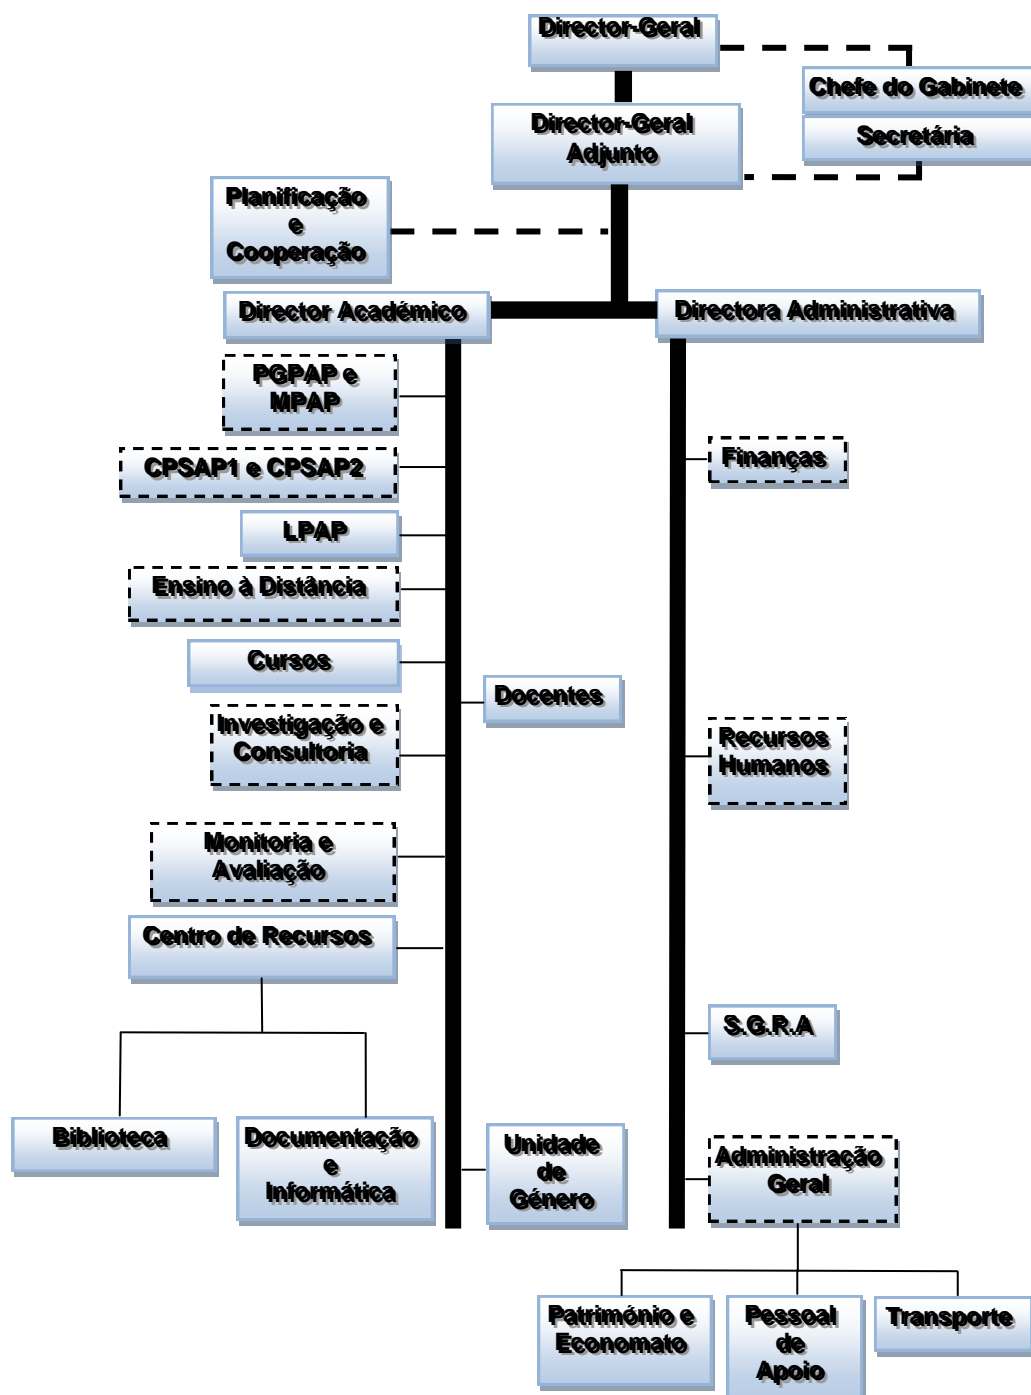 Director-Geral
Chefe do Gabinete
Director-Geral
Adjunto
Secretária
Planificação
e
Cooperação
Director Académico
Directora Administrativa
PGPAP e
MPAP
CPSAP1 e CPSAP2
Finanças
LPAP
Ensino à Distância
Cursos
Docentes
Investigação e
Consultoria
Recursos
Humanos
Monitoria e
Avaliação
Centro de Recursos
S.G.R.A
Biblioteca
Documentação
e
Informática
Unidade
de
Género
Administração
Geral
Património e
Economato
Pessoal
de
Apoio
Transporte